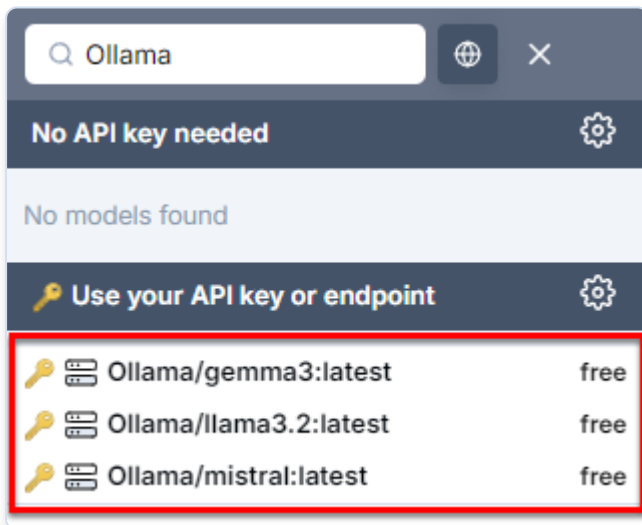 Ollama
No API key needed
No models found
Use your API key or endpoint
Ollama/gemma3:latest free
Ollama/llama3.2:latest free
Ollama/mistral:latest free